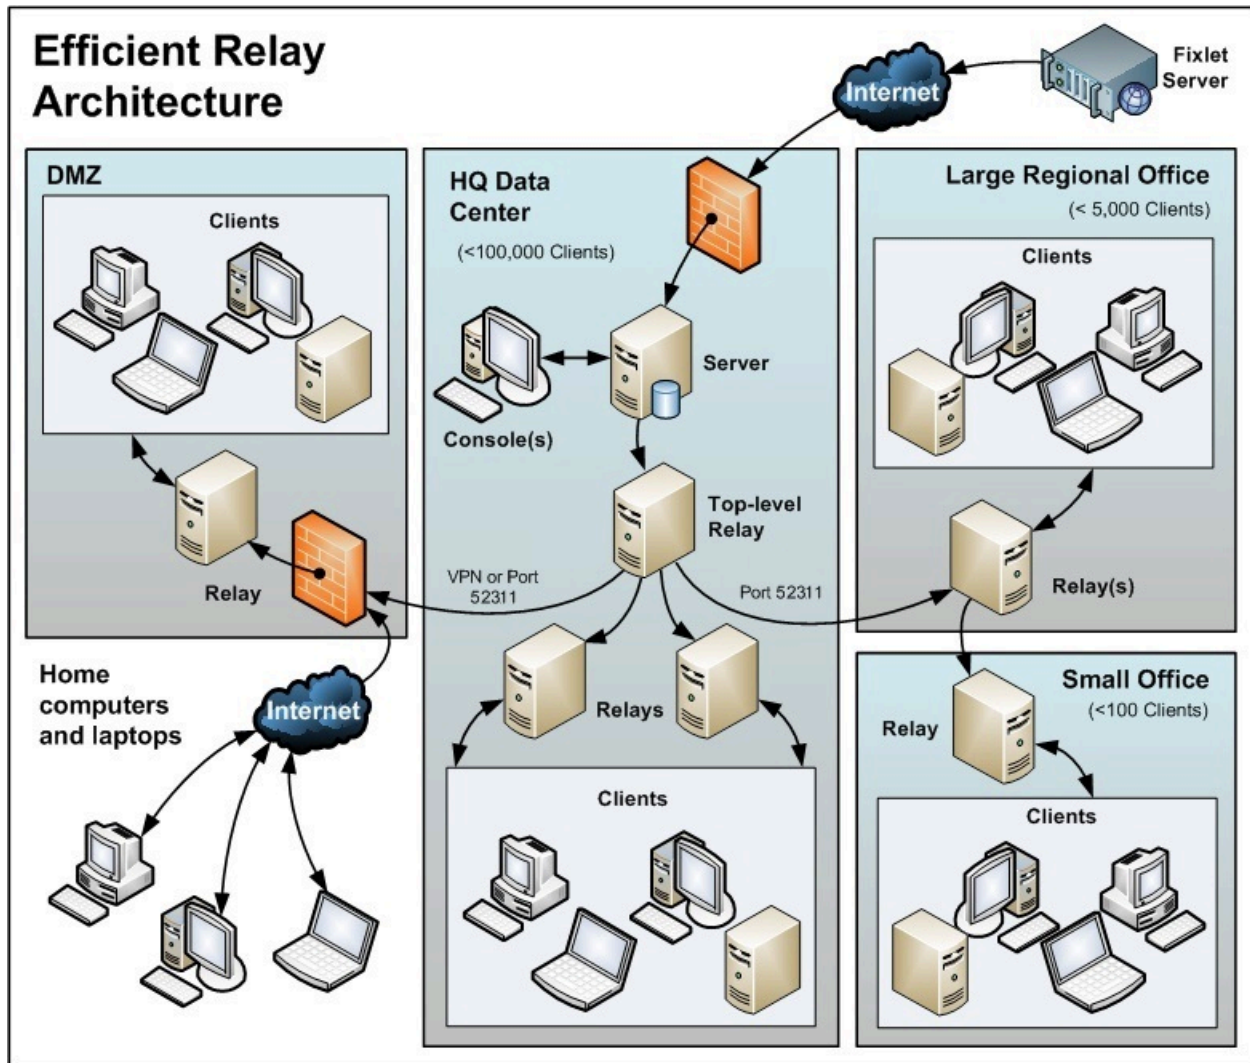 Efficient Relay
Architecture
Internet
Fixlet
Server
DMZ
Clients
Relay
Home
computers
and laptops
Internet
HQ Data
Center
(<100,000 Clients)
Server
Console(s)
Top-level
Relay
VPN or Port
52311
Port 52311
Relays
Clients
Large Regional Office
(< 5,000 Clients)
Clients
Relay(s)
Small Office
(<100 Clients)
Relay
Clients